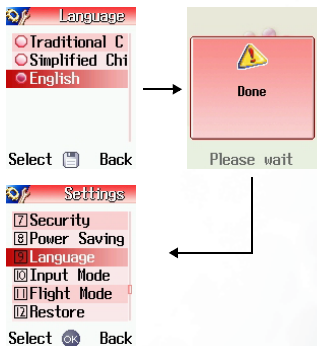 Language
Traditional C
Simplified Chi
English
Select Back
Done
Please wait
Settings
7 Security
8 Power Saving
9 Language
10 Input Mode
11 Flight Mode
12 Restore
Select OK Back